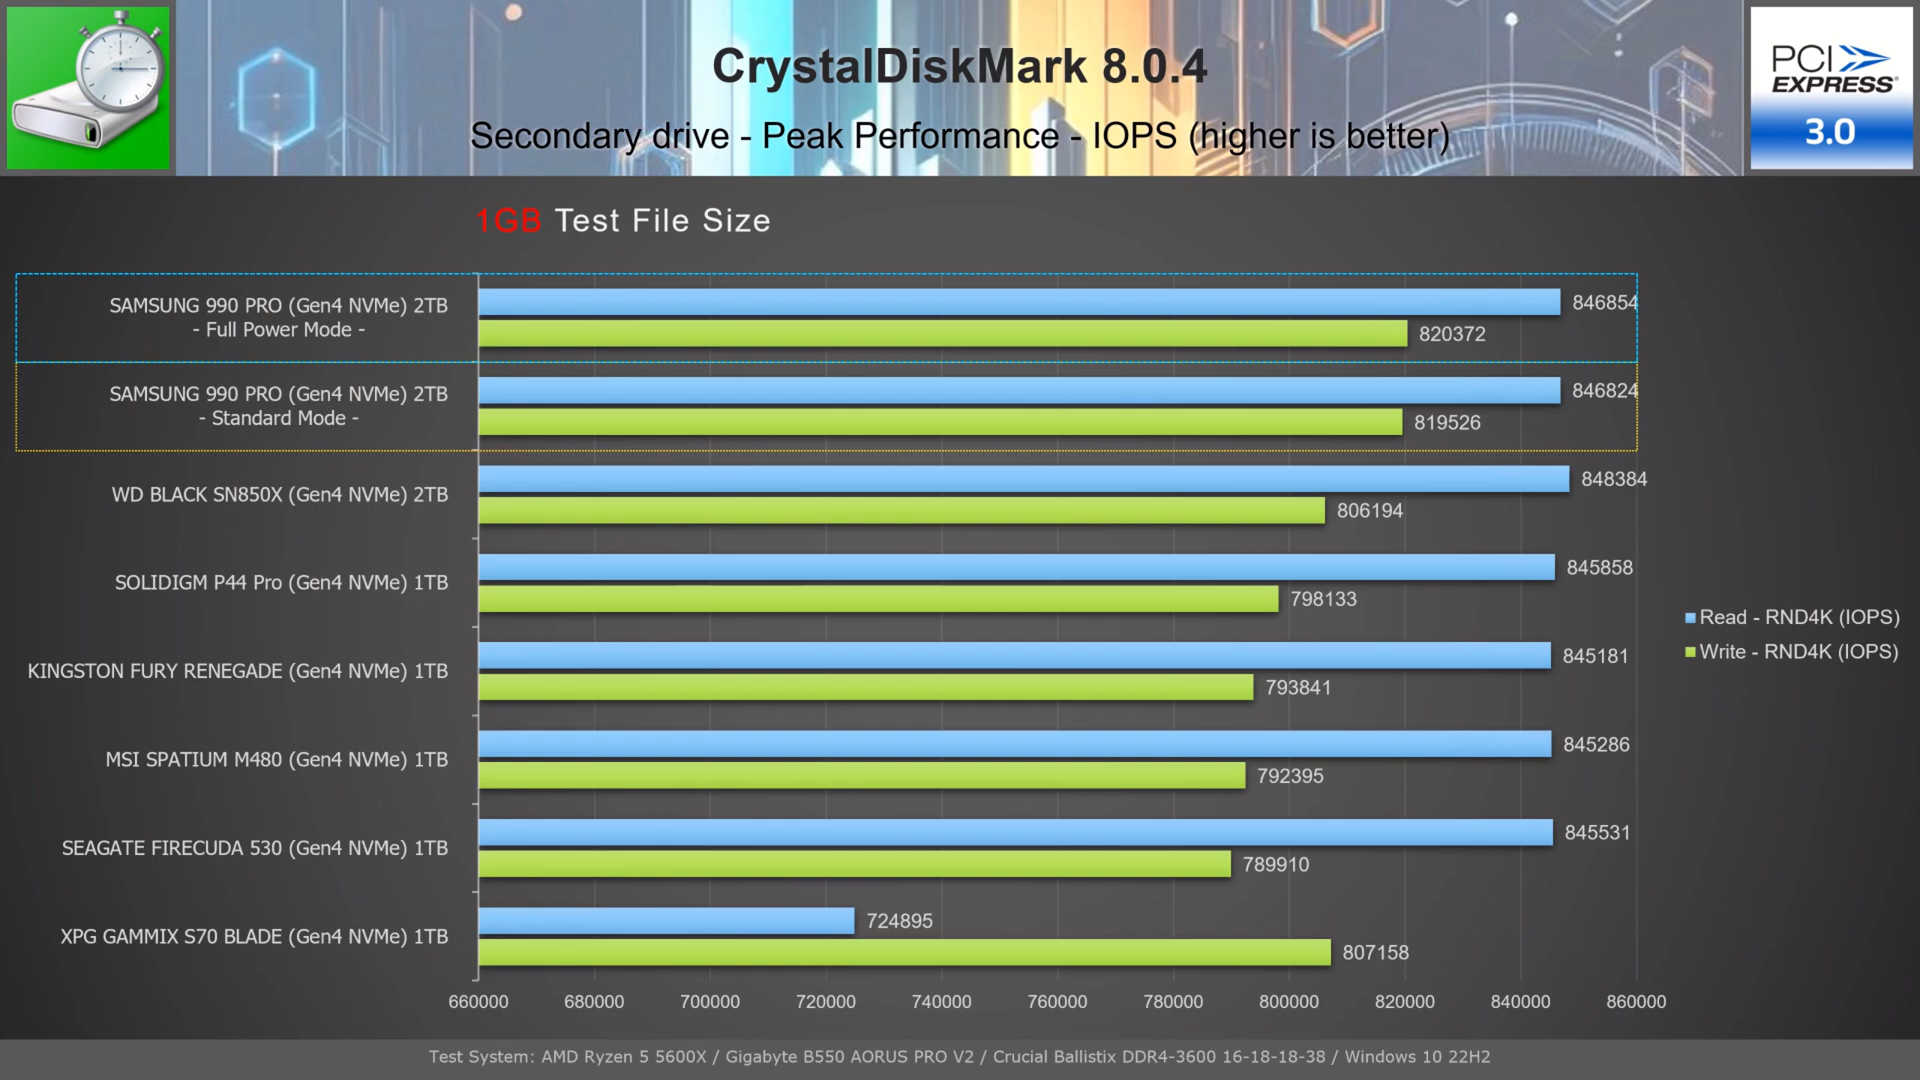 CrystalDiskMark 8.0.4
Secondary drive - Peak Performance - IOPS (higher is better)
PCI
EXPRESS®
3.0
1GB Test File Size
SAMSUNG 990 PRO (Gen4 NVMe) 2TB
- Full Power Mode -
846854
820372
SAMSUNG 990 PRO (Gen4 NVMe) 2TB
- Standard Mode -
846824
819526
WD BLACK SN850X (Gen4 NVMe) 2TB
848384
806194
SOLIDIGM P44 Pro (Gen4 NVMe) 1TB
845858
798133
KINGSTON FURY RENEGADE (Gen4 NVMe) 1TB
845181
793841
MSI SPATIUM M480 (Gen4 NVMe) 1TB
845286
792395
SEAGATE FIRECUDA 530 (Gen4 NVMe) 1TB
845531
789910
XPG GAMMIX S70 BLADE (Gen4 NVMe) 1TB
724895
807158
Read - RND4K (IOPS)
Write - RND4K (IOPS)
660000 680000 700000 720000 740000 760000 780000 800000 820000 840000 860000
Test System: AMD Ryzen 5 5600X / Gigabyte B550 AORUS PRO V2 / Crucial Ballistix DDR4-3600 16-18-18-38 / Windows 10 22H2